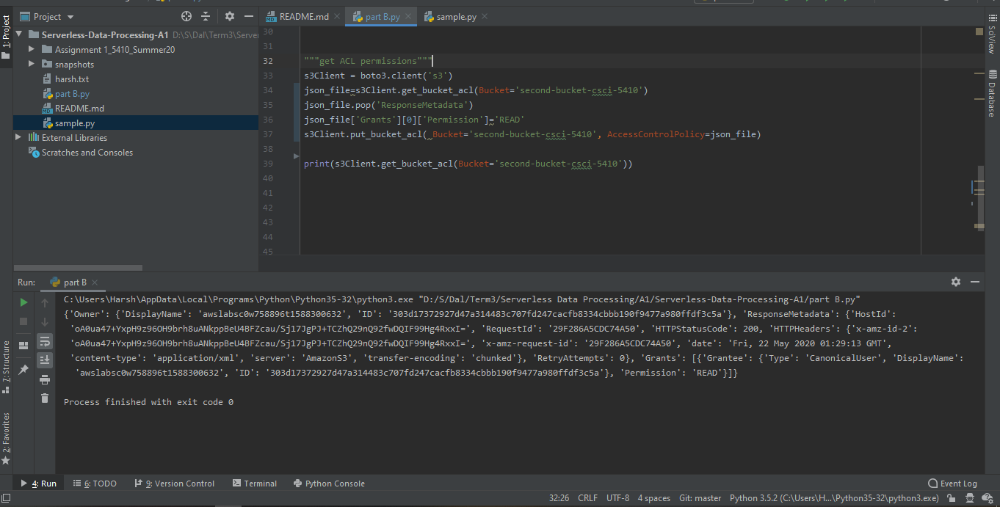 Project
README.md
part B.py
sample.py
1: Project
Serverless-Data-Processing-A1 D:\S\Dal\Term3\Server
Assignment 1_5410_Summer20
snapshots
harsh.txt
part B.py
README.md
sample.py
External Libraries
Scratches and Consoles
30
31
32 """get ACL permissions"""
33 s3Client = boto3.client('s3')
34 json_file=s3Client.get_bucket_acl(Bucket='second-bucket-csci-5410')
35 json_file.pop('ResponseMetadata')
36 json_file['Grants'][0]['Permission']='READ'
37 s3Client.put_bucket_acl( Bucket='second-bucket-csci-5410', AccessControlPolicy=json_file)
38
39 print(s3Client.get_bucket_acl(Bucket='second-bucket-csci-5410'))
40
41
42
43
44
45
SciView
Database
Run: part B
C:\Users\Harsh\AppData\Local\Programs\Python\Python35-32\python3.exe "D:/S/Dal/Term3/Serverless Data Processing/A1/Serverless-Data-Processing-A1/part B.py"
{'Owner': {'DisplayName': 'awslabsc0w758896t1588300632', 'ID': '303d17372927d47a314483c707fd247cacfb8334cbbb190f9477a980ffdf3c5a'}, 'ResponseMetadata': {'HostId':
'oA0ua47+YxpH9z96OH9brh8uANkppBeU4BFZcau/Sjl7JgPJ+TCZhQ29nQ92fwDQIF99Hg4RxxI=', 'RequestId': '29F286A5CDC74A50', 'HTTPStatusCode': 200, 'HTTPHeaders': {'x-amz-id-2':
'oA0ua47+YxpH9z96OH9brh8uANkppBeU4BFZcau/Sjl7JgPJ+TCZhQ29nQ92fwDQIF99Hg4RxxI=', 'x-amz-request-id': '29F286A5CDC74A50', 'date': 'Fri, 22 May 2020 01:29:13 GMT',
'content-type': 'application/xml', 'server': 'AmazonS3', 'transfer-encoding': 'chunked'}, 'RetryAttempts': 0}, 'Grants': [{'Grantee': {'Type': 'CanonicalUser', 'DisplayName':
'awslabsc0w758896t1588300632', 'ID': '303d17372927d47a314483c707fd247cacfb8334cbbb190f9477a980ffdf3c5a'}, 'Permission': 'READ'}]}
Process finished with exit code 0
7: Structure
2: Favorites
4: Run
6: TODO
9: Version Control
Terminal
Python Console
Event Log
32:26 CRLF UTF-8 4 spaces Git: master Python 3.5.2 (C:\Users\H...\Python35-32\python3.exe)